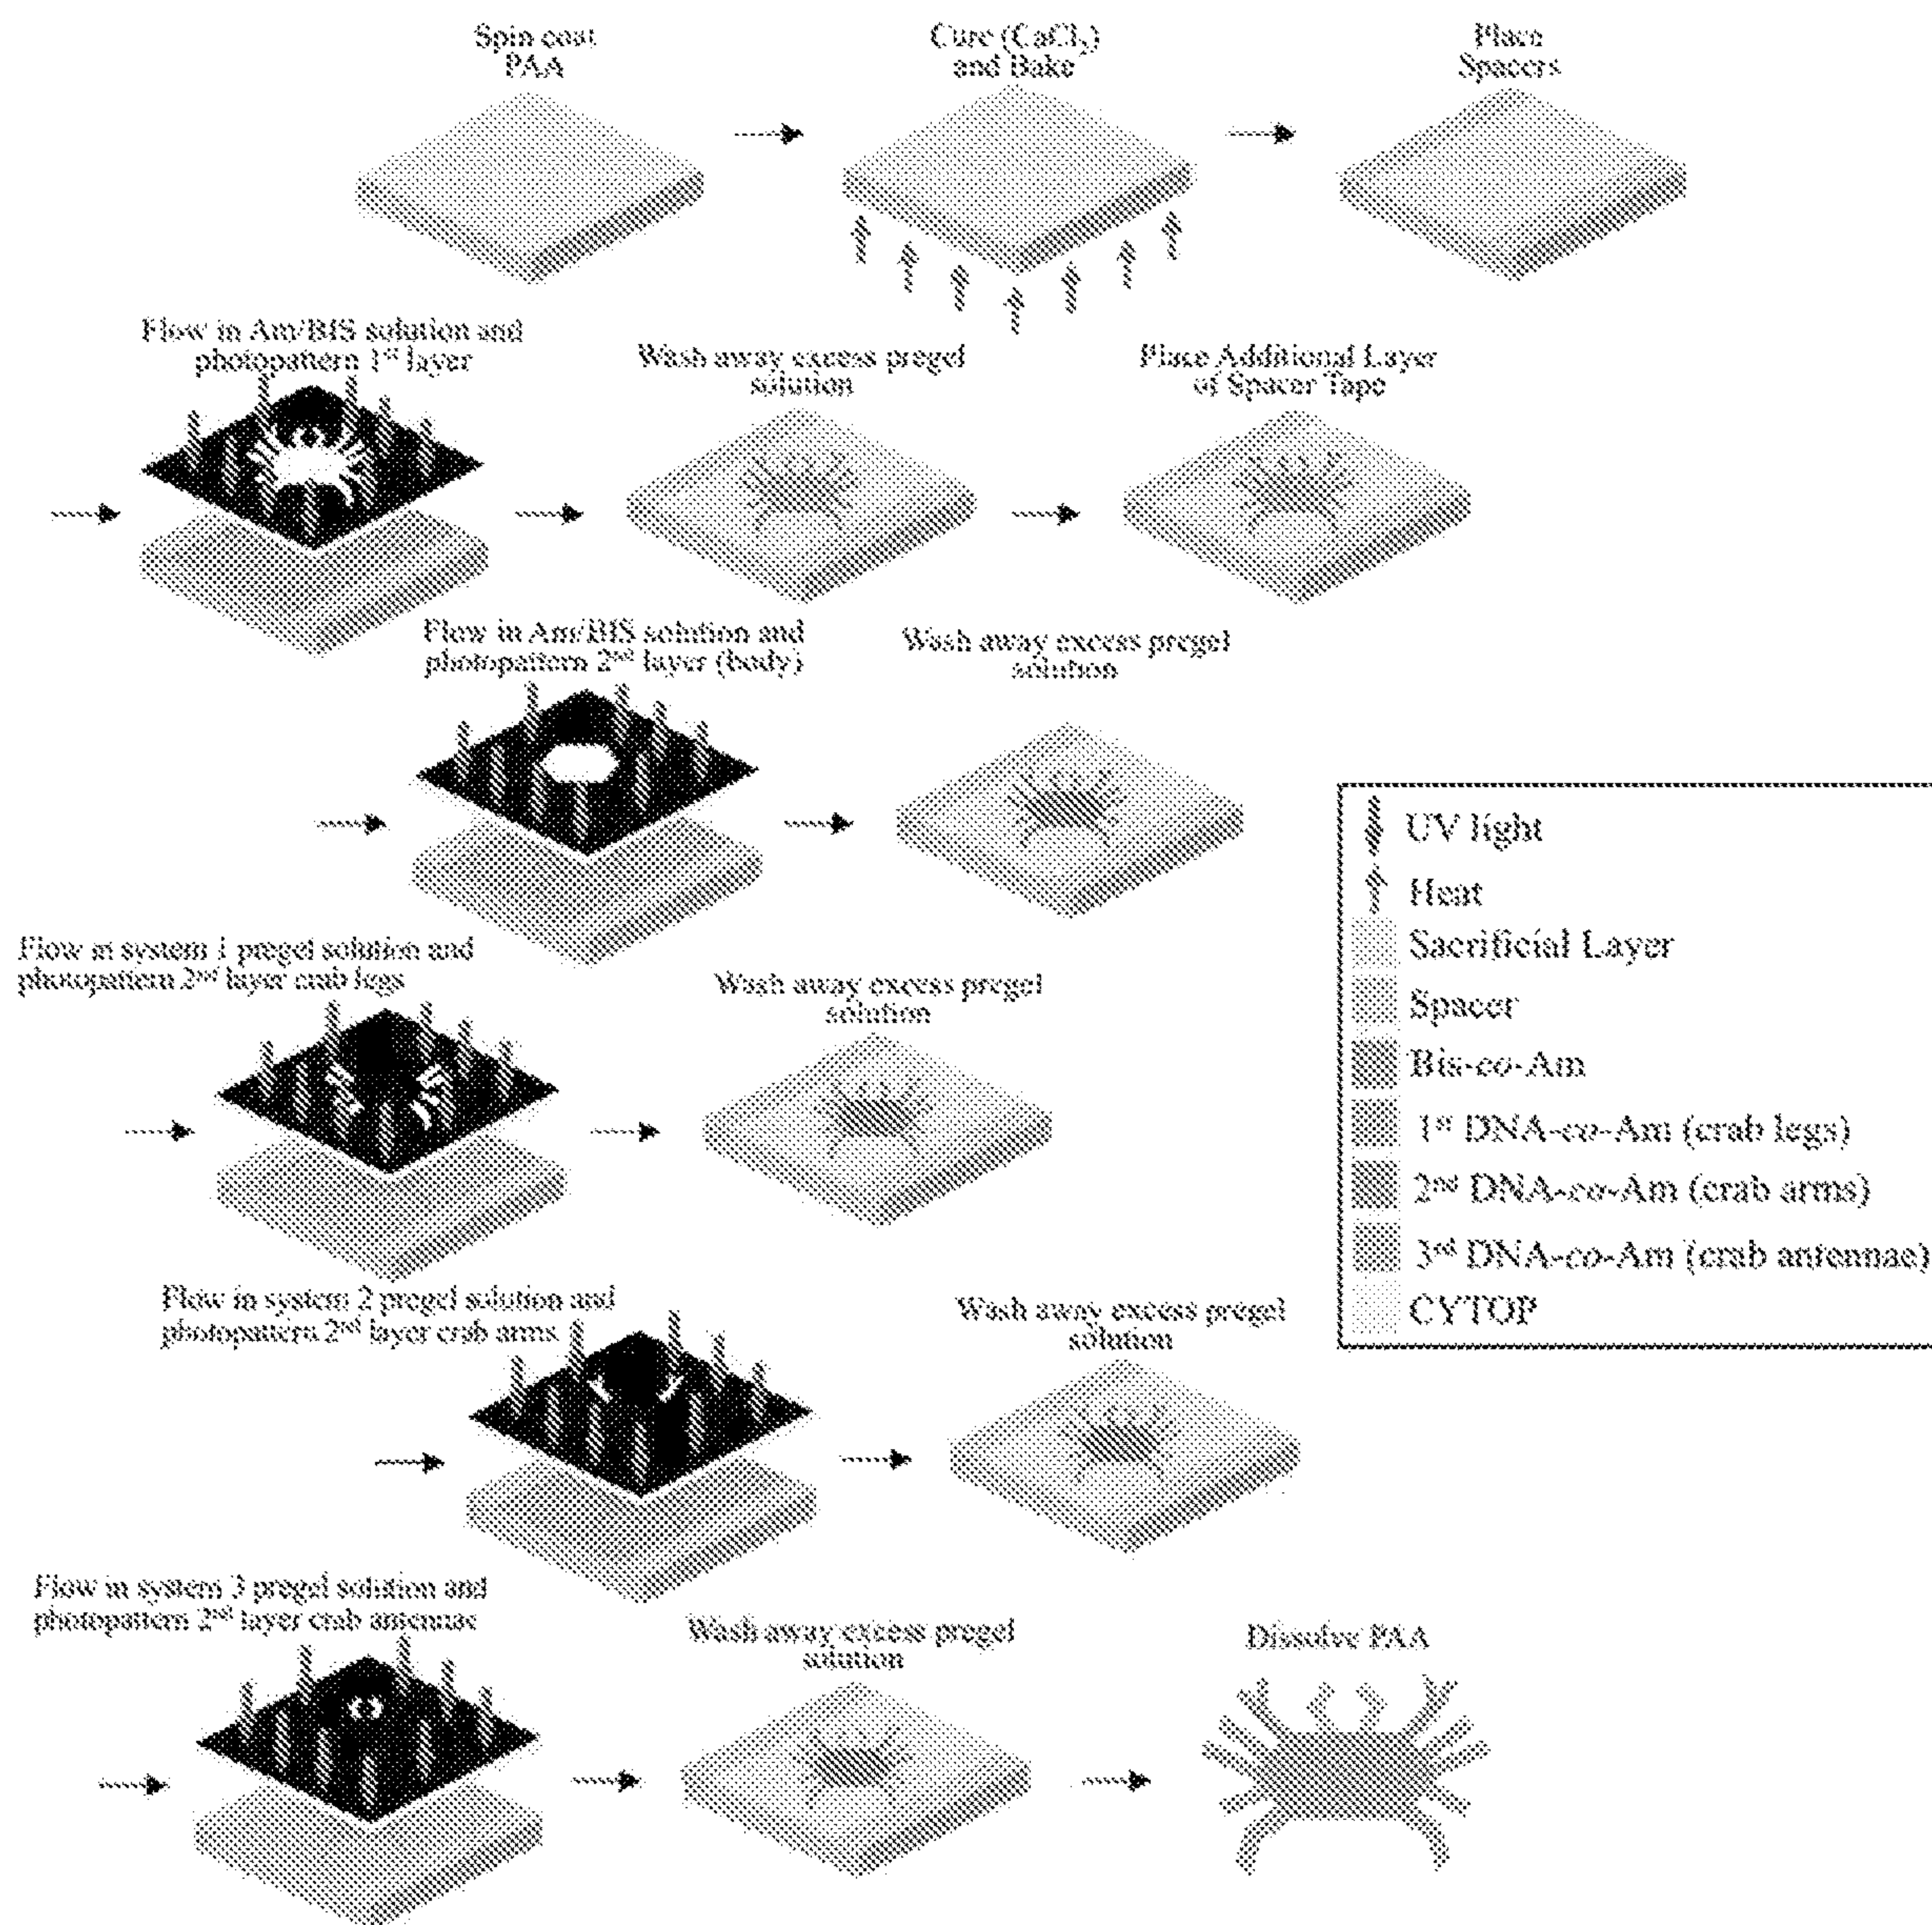 Spin coat
PAA
Cure (CaCl₂)
and Bake
Place
Spacers
Flow in Am/BIS solution and
photopattern 1st layer
Wash away excess pregel
solution
Place Additional Layer
of Spacer Tape
Flow in Am/BIS solution and
photopattern 2nd layer (body)
Wash away excess pregel
solution
Flow in system 1 pregel solution and
photopattern 2nd layer crab legs
Wash away excess pregel
solution
Flow in system 2 pregel solution and
photopattern 2nd layer crab arms
Wash away excess pregel
solution
Flow in system 3 pregel solution and
photopattern 2nd layer crab antennae
Wash away excess pregel
solution
Dissolve PAA
UV light
Heat
Sacrificial Layer
Spacer
Bis-co-Am
1st DNA-co-Am (crab legs)
2nd DNA-co-Am (crab arms)
3rd DNA-co-Am (crab antennae)
CYTOP